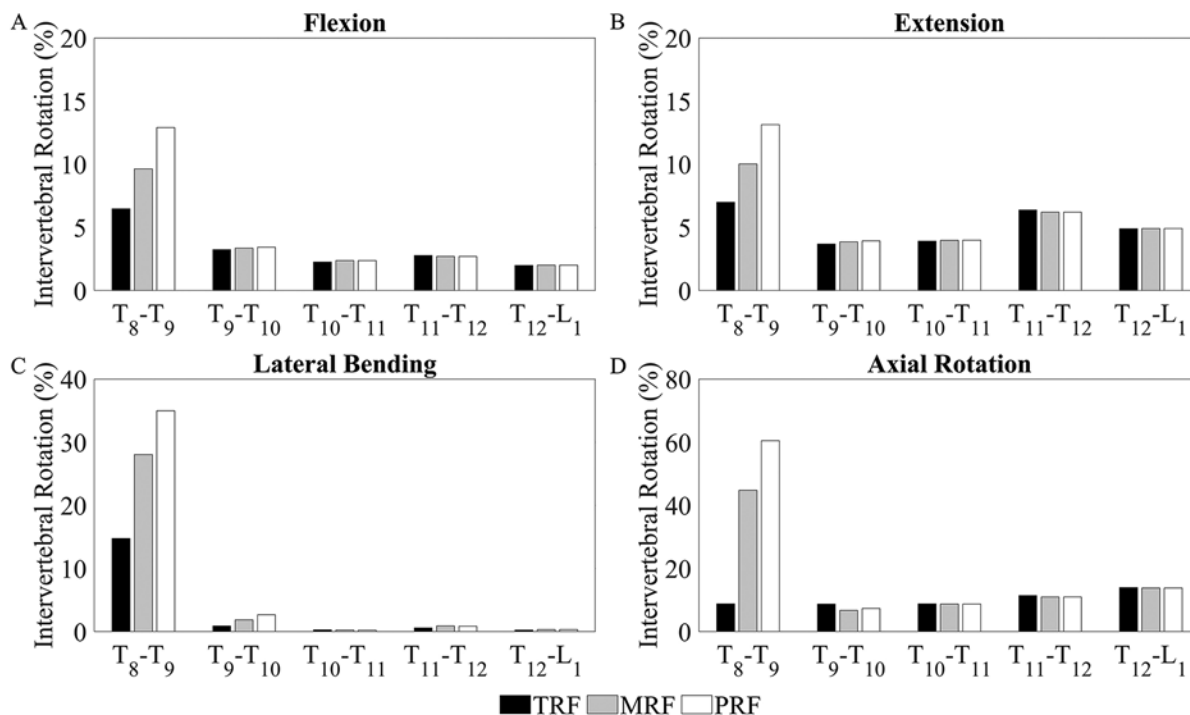 A Flexion
Intervertebral Rotation (%)
20
15
10
5
0
T8-T9 T9-T10 T10-T11 T11-T12 T12-L1
B Extension
Intervertebral Rotation (%)
20
15
10
5
0
T8-T9 T9-T10 T10-T11 T11-T12 T12-L1
C Lateral Bending
Intervertebral Rotation (%)
40
30
20
10
0
T8-T9 T9-T10 T10-T11 T11-T12 T12-L1
D Axial Rotation
Intervertebral Rotation (%)
80
60
40
20
0
T8-T9 T9-T10 T10-T11 T11-T12 T12-L1
TRF MRF PRF